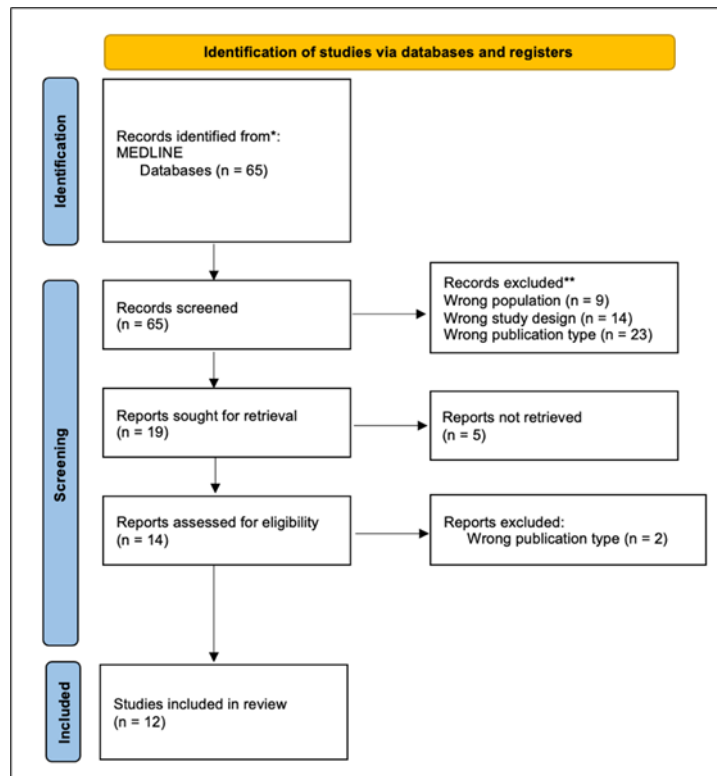 Identification of studies via databases and registers
Identification
Records identified from*:
MEDLINE
Databases (n = 65)
Screening
Records screened
(n = 65)
Records excluded**
Wrong population (n = 9)
Wrong study design (n = 14)
Wrong publication type (n = 23)
Reports sought for retrieval
(n = 19)
Reports not retrieved
(n = 5)
Reports assessed for eligibility
(n = 14)
Reports excluded:
Wrong publication type (n = 2)
Included
Studies included in review
(n = 12)